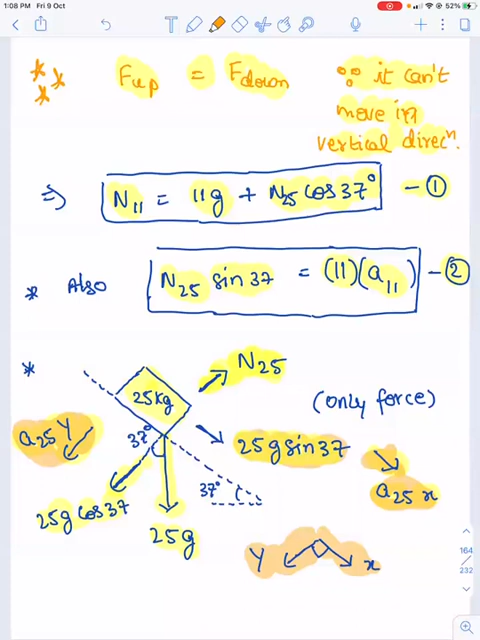 1:08 PM Fri 9 Oct
52%
Fup = Fdown ∵ it can't
move in
vertical direcⁿ.
⇒ N11 = 11g + N25 cos 37° - ①
* Also N25 sin 37 = (11)(a11) - ②
*
N25
25Kg
(only force)
a25 Y
37°
25g sin 37
37°
a25 x
25g cos 37
25g
Y
x
164
232